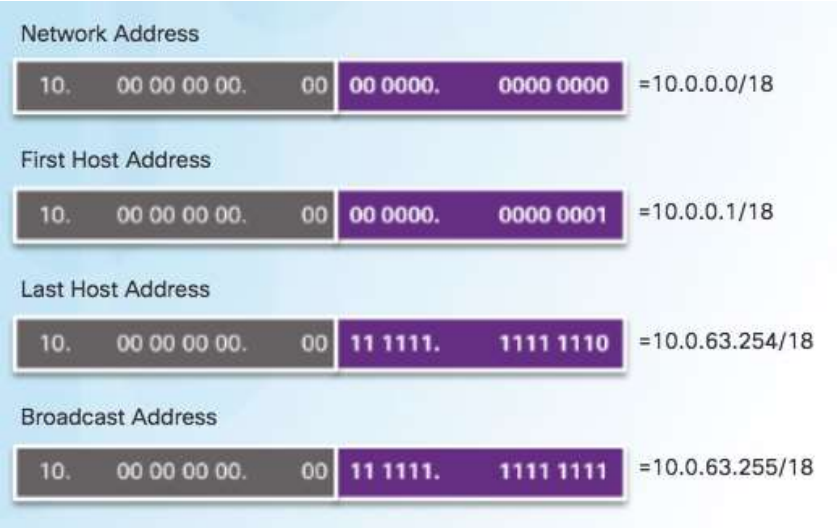 Network Address
10. 00 00 00 00. 00 00 0000. 0000 0000 =10.0.0.0/18
First Host Address
10. 00 00 00 00. 00 00 0000. 0000 0001 =10.0.0.1/18
Last Host Address
10. 00 00 00 00. 00 11 1111. 1111 1110 =10.0.63.254/18
Broadcast Address
10. 00 00 00 00. 00 11 1111. 1111 1111 =10.0.63.255/18